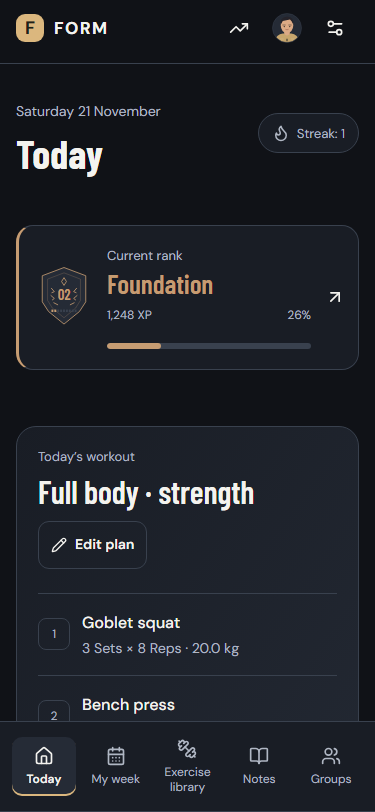 F FORM
Saturday 21 November
Today
Streak: 1
Current rank
Foundation
02
1,248 XP
26%
Today's workout
Full body · strength
Edit plan
1
Goblet squat
3 Sets × 8 Reps · 20.0 kg
2
Bench press
Today
My week
Exercise
library
Notes
Groups